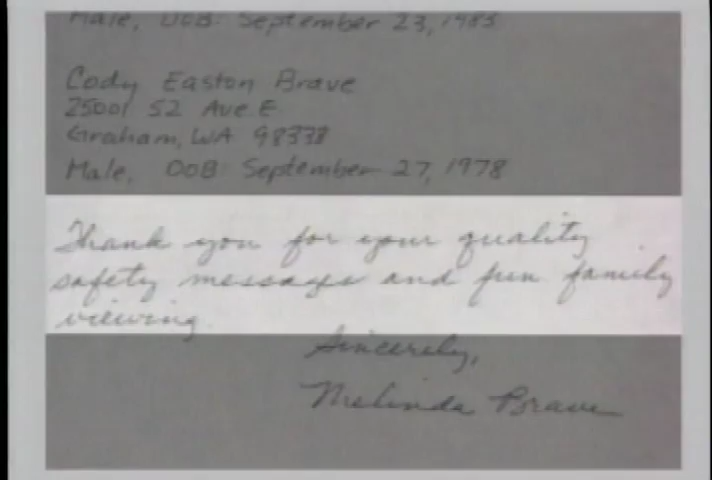 Male, DOB: September 23, 1983
Cody Easton Brave
25001 52 Ave. E
Graham, WA 98338
Male, DOB: September 27, 1978
Thank you for your quality
safety message and fun family
viewing.
Sincerely,
Melinda Brave